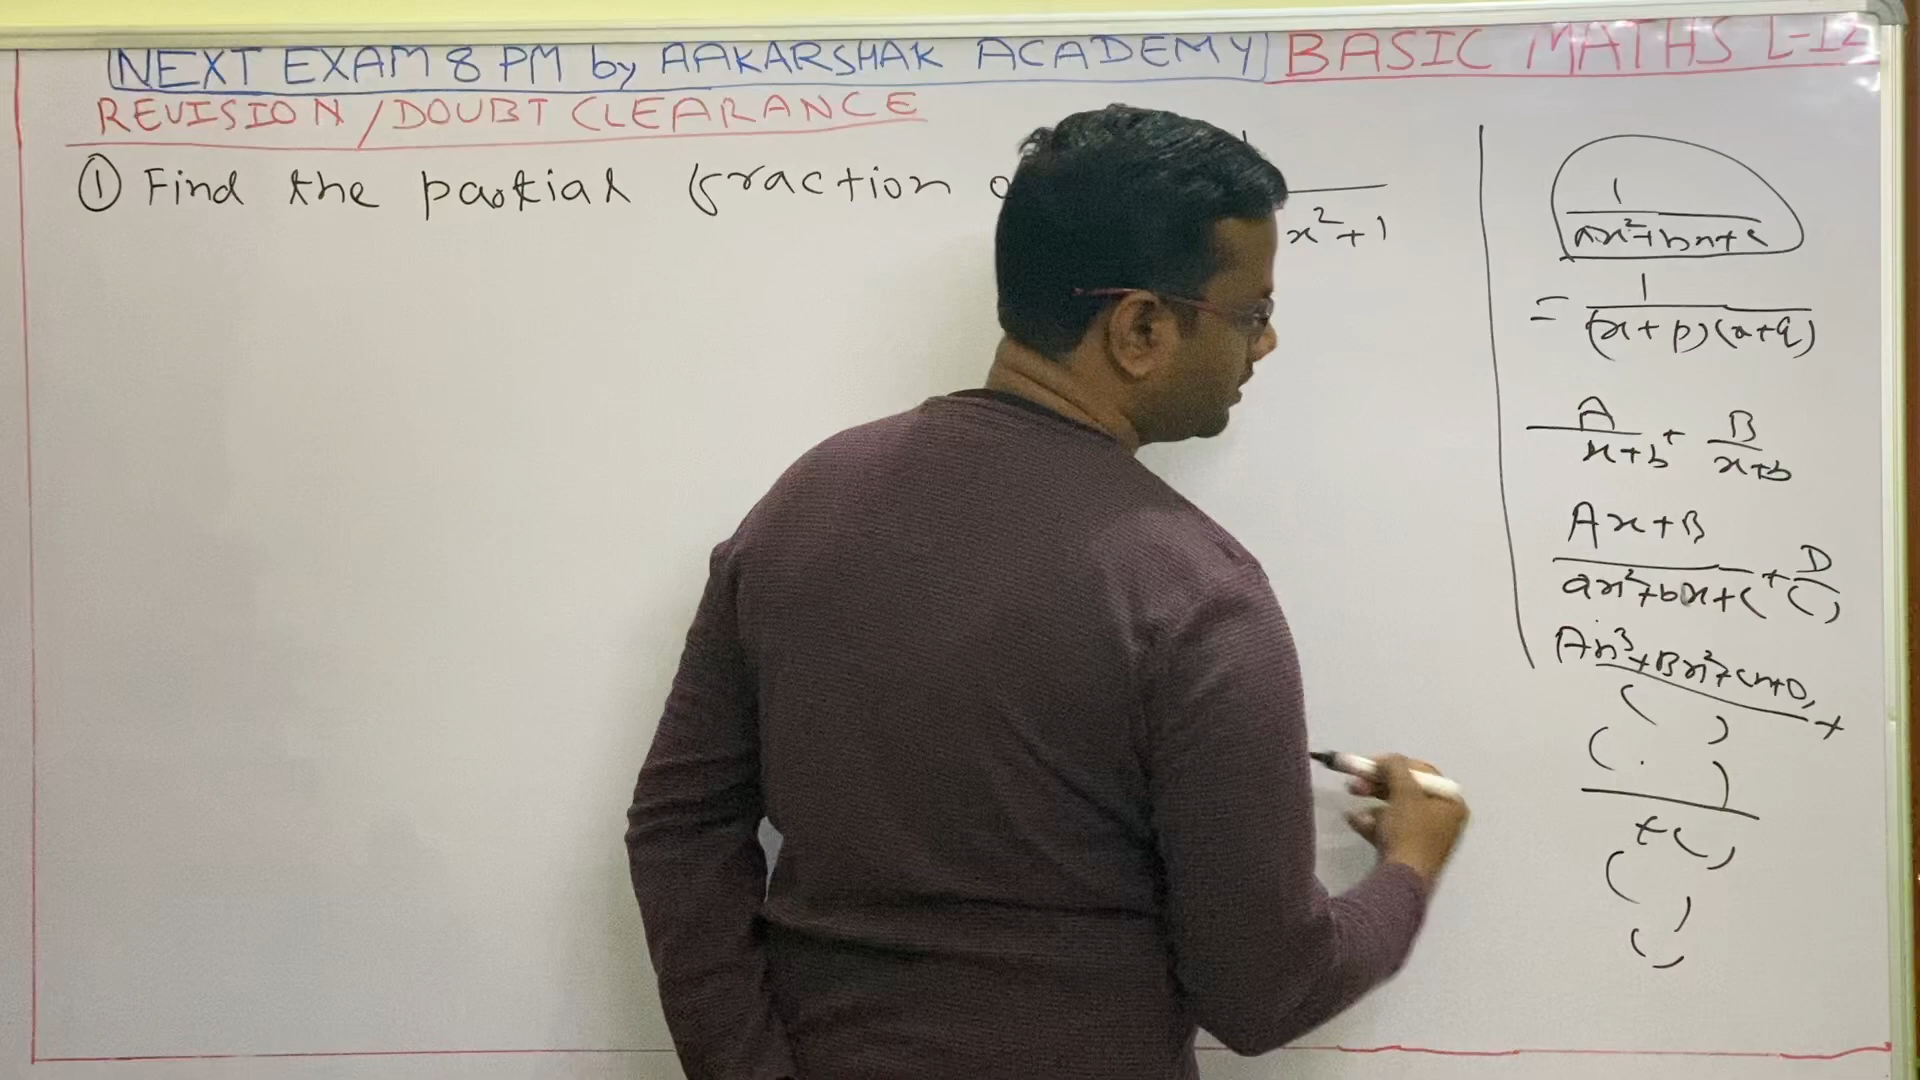 NEXT EXAM 8 PM by AAKARSHAK ACADEMY BASIC MATHS L-12
REVISION / DOUBT CLEARANCE
① Find the partial fraction
x²+1
1
ax²+bx+c
= 1
(x+p)(x+q)
A/x+b + B/x+b
Ax+B
ax²+bx+c + D/( )
Ax³+Bx²+Cx+D, +
( )
( . )
+( )
( )
( )